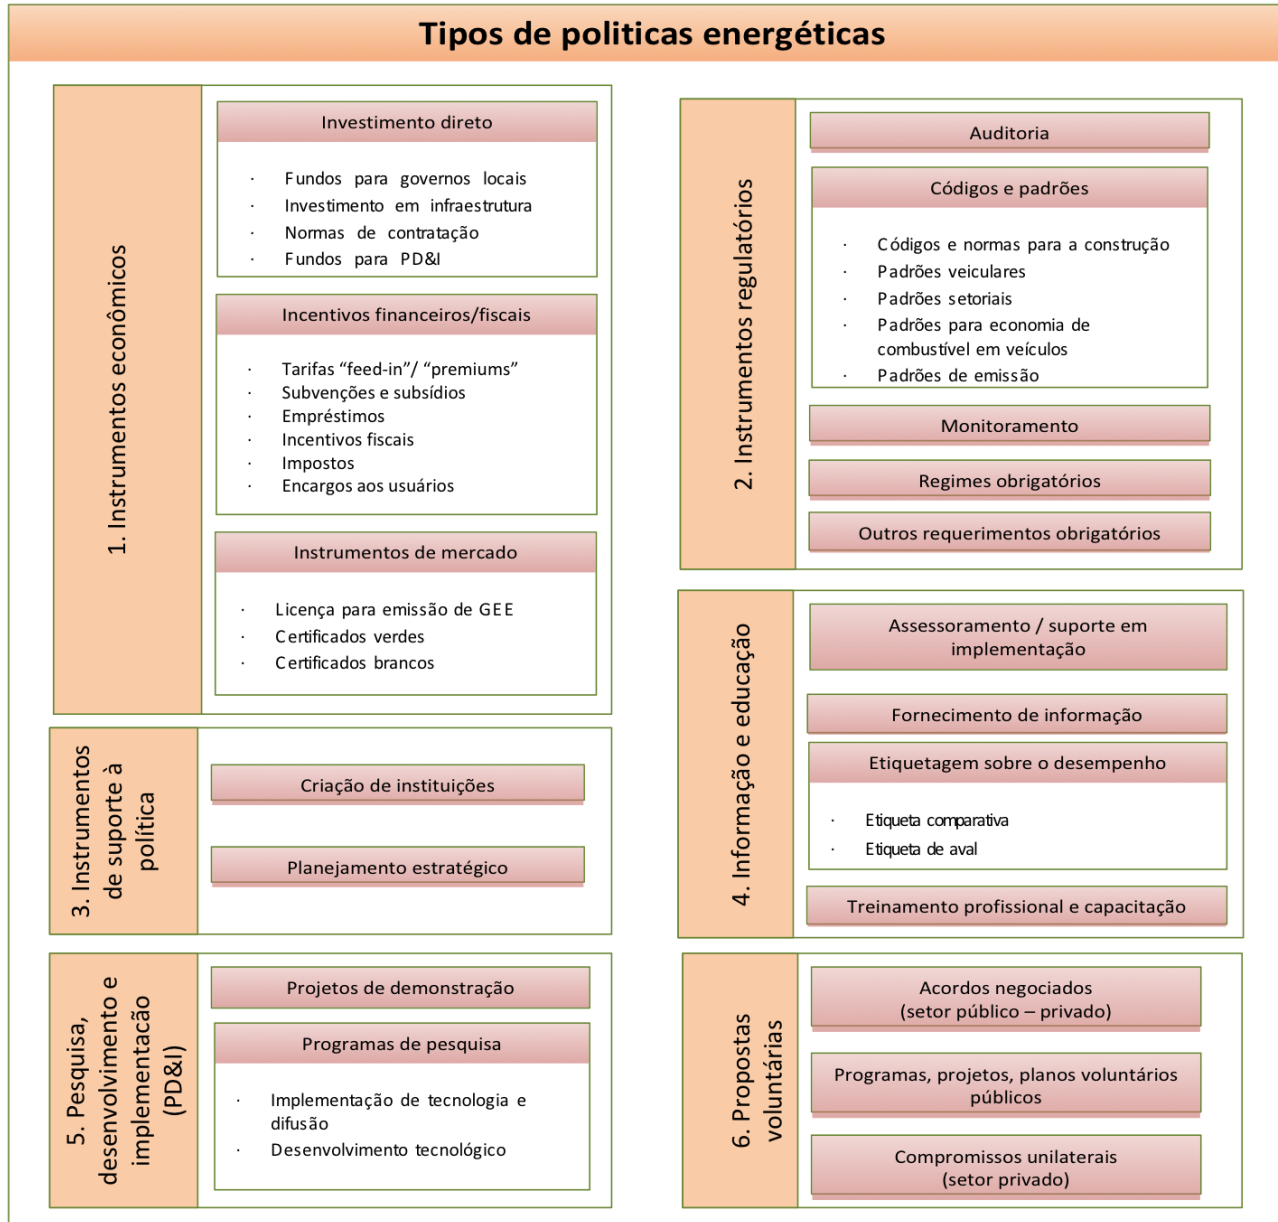 Tipos de politicas energéticas
1. Instrumentos econômicos
Investimento direto
· Fundos para governos locais
· Investimento em infraestrutura
· Normas de contratação
· Fundos para PD&I
Incentivos financeiros/fiscais
· Tarifas “feed-in”/ “premiums”
· Subvenções e subsídios
· Empréstimos
· Incentivos fiscais
· Impostos
· Encargos aos usuários
Instrumentos de mercado
· Licença para emissão de GEE
· Certificados verdes
· Certificados brancos
2. Instrumentos regulatórios
Auditoria
Códigos e padrões
· Códigos e normas para a construção
· Padrões veiculares
· Padrões setoriais
· Padrões para economia de
combustível em veículos
· Padrões de emissão
Monitoramento
Regimes obrigatórios
Outros requerimentos obrigatórios
3. Instrumentos
de suporte à
política
Criação de instituições
Planejamento estratégico
4. Informação e educação
Assessoramento / suporte em
implementação
Fornecimento de informação
Etiquetagem sobre o desempenho
· Etiqueta comparativa
· Etiqueta de aval
Treinamento profissional e capacitação
5. Pesquisa,
desenvolvimento e
implementacão
(PD&I)
Projetos de demonstração
Programas de pesquisa
· Implementação de tecnologia e
difusão
· Desenvolvimento tecnológico
6. Propostas
voluntárias
Acordos negociados
(setor público – privado)
Programas, projetos, planos voluntários
públicos
Compromissos unilaterais
(setor privado)